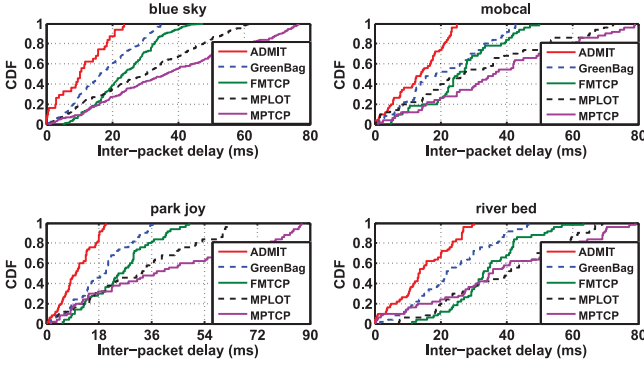 blue sky
CDF
1
0.8
0.6
0.4
0.2
0
0 20 40 60 80
Inter-packet delay (ms)
ADMIT
GreenBag
FMTCP
MPLOT
MPTCP
mobcal
CDF
1
0.8
0.6
0.4
0.2
0
0 20 40 60 80
Inter-packet delay (ms)
ADMIT
GreenBag
FMTCP
MPLOT
MPTCP
park joy
CDF
1
0.8
0.6
0.4
0.2
0
0 18 36 54 72 90
Inter-packet delay (ms)
ADMIT
GreenBag
FMTCP
MPLOT
MPTCP
river bed
CDF
1
0.8
0.6
0.4
0.2
0
0 20 40 60 80
Inter-packet delay (ms)
ADMIT
GreenBag
FMTCP
MPLOT
MPTCP